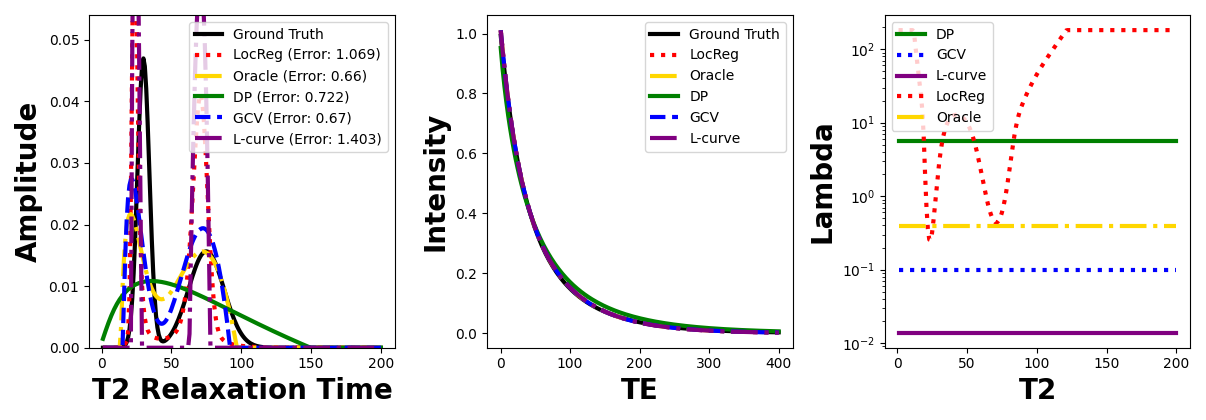 Amplitude
0.05
0.04
0.03
0.02
0.01
0.00
0
50
100
150
200
T2 Relaxation Time
Ground Truth
LocReg (Error: 1.069)
Oracle (Error: 0.66)
DP (Error: 0.722)
GCV (Error: 0.67)
L-curve (Error: 1.403)
Intensity
1.0
0.8
0.6
0.4
0.2
0.0
0
100
200
300
400
TE
Ground Truth
LocReg
Oracle
DP
GCV
L-curve
Lambda
10²
10¹
10⁰
10⁻¹
10⁻²
0
50
100
150
200
T2
DP
GCV
L-curve
LocReg
Oracle